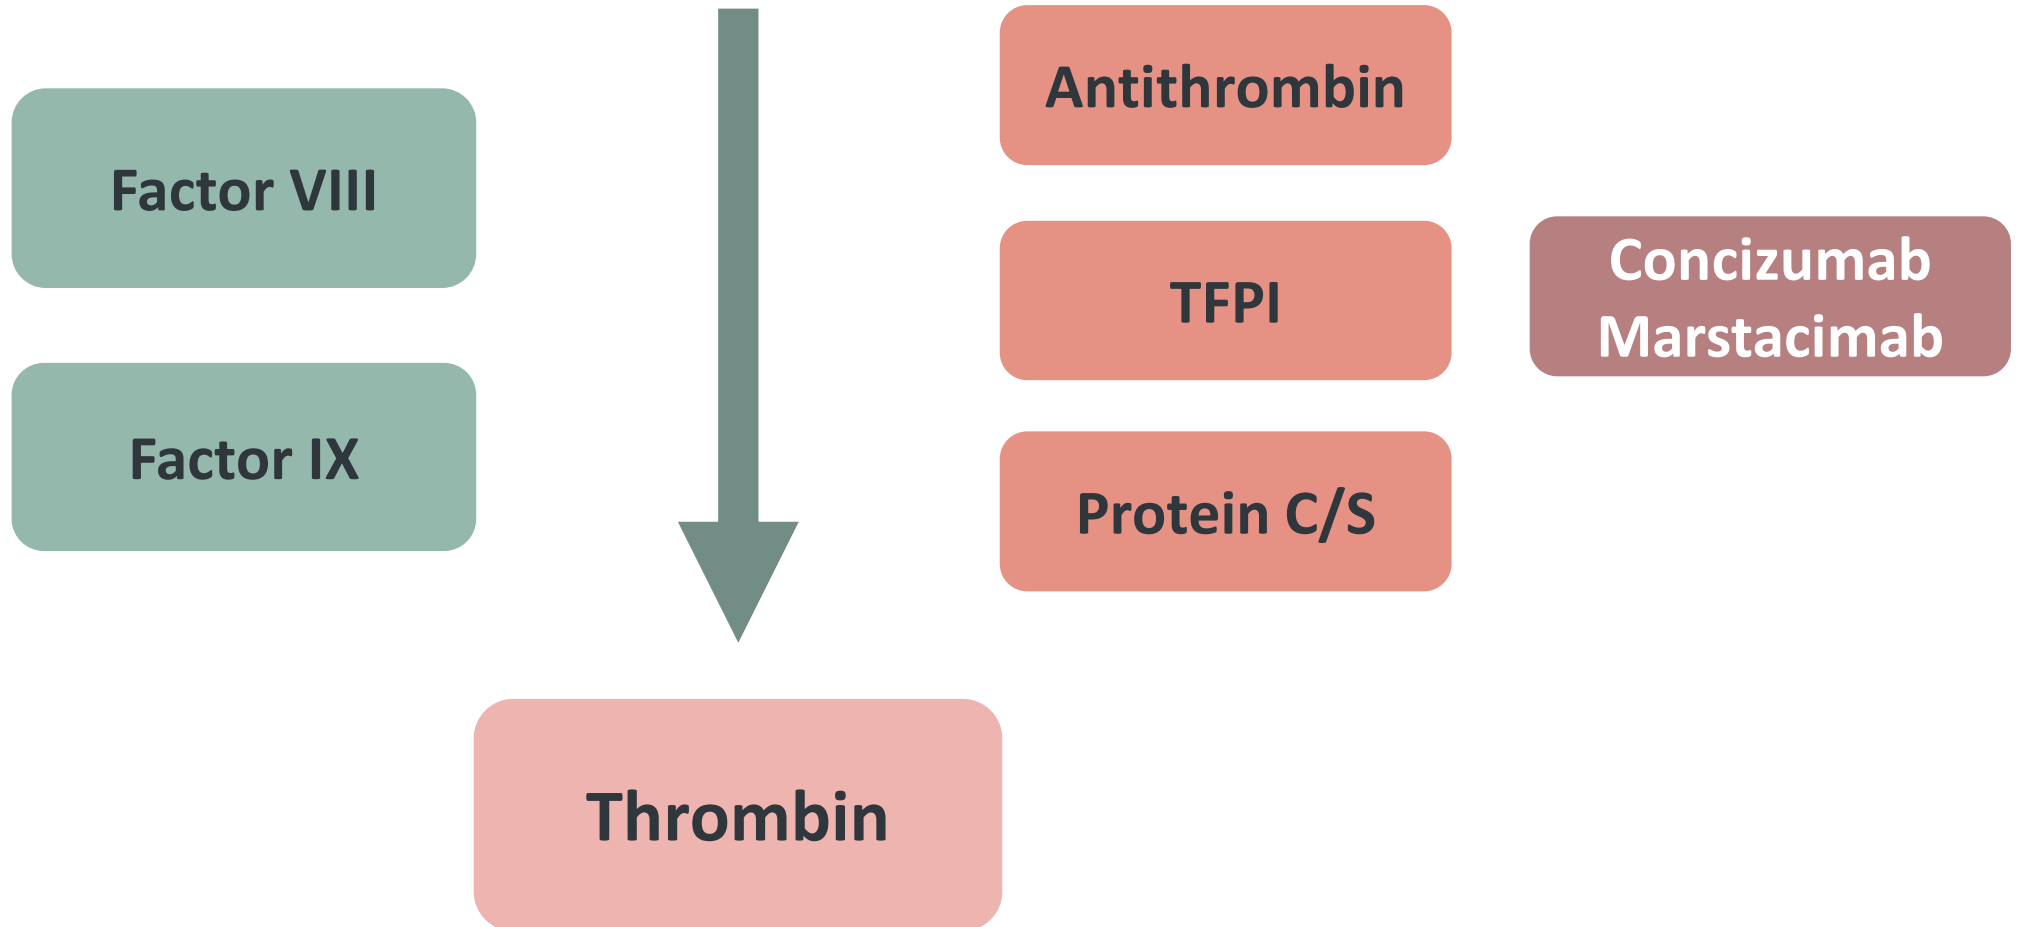 Factor VIII
Factor IX
Antithrombin
TFPI
Protein C/S
Concizumab
Marstacimab
Thrombin